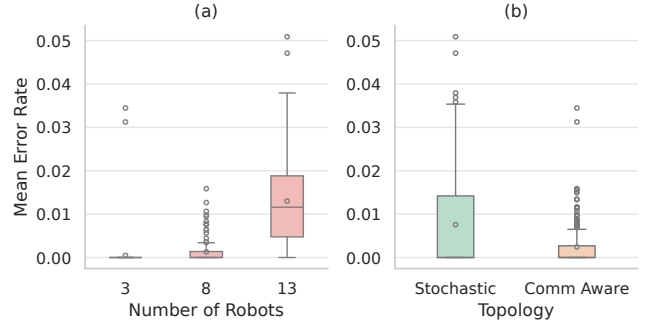 (a)
(b)
Mean Error Rate
0.05
0.04
0.03
0.02
0.01
0.00
3
8
13
Number of Robots
0.05
0.04
0.03
0.02
0.01
0.00
Stochastic
Comm Aware
Topology